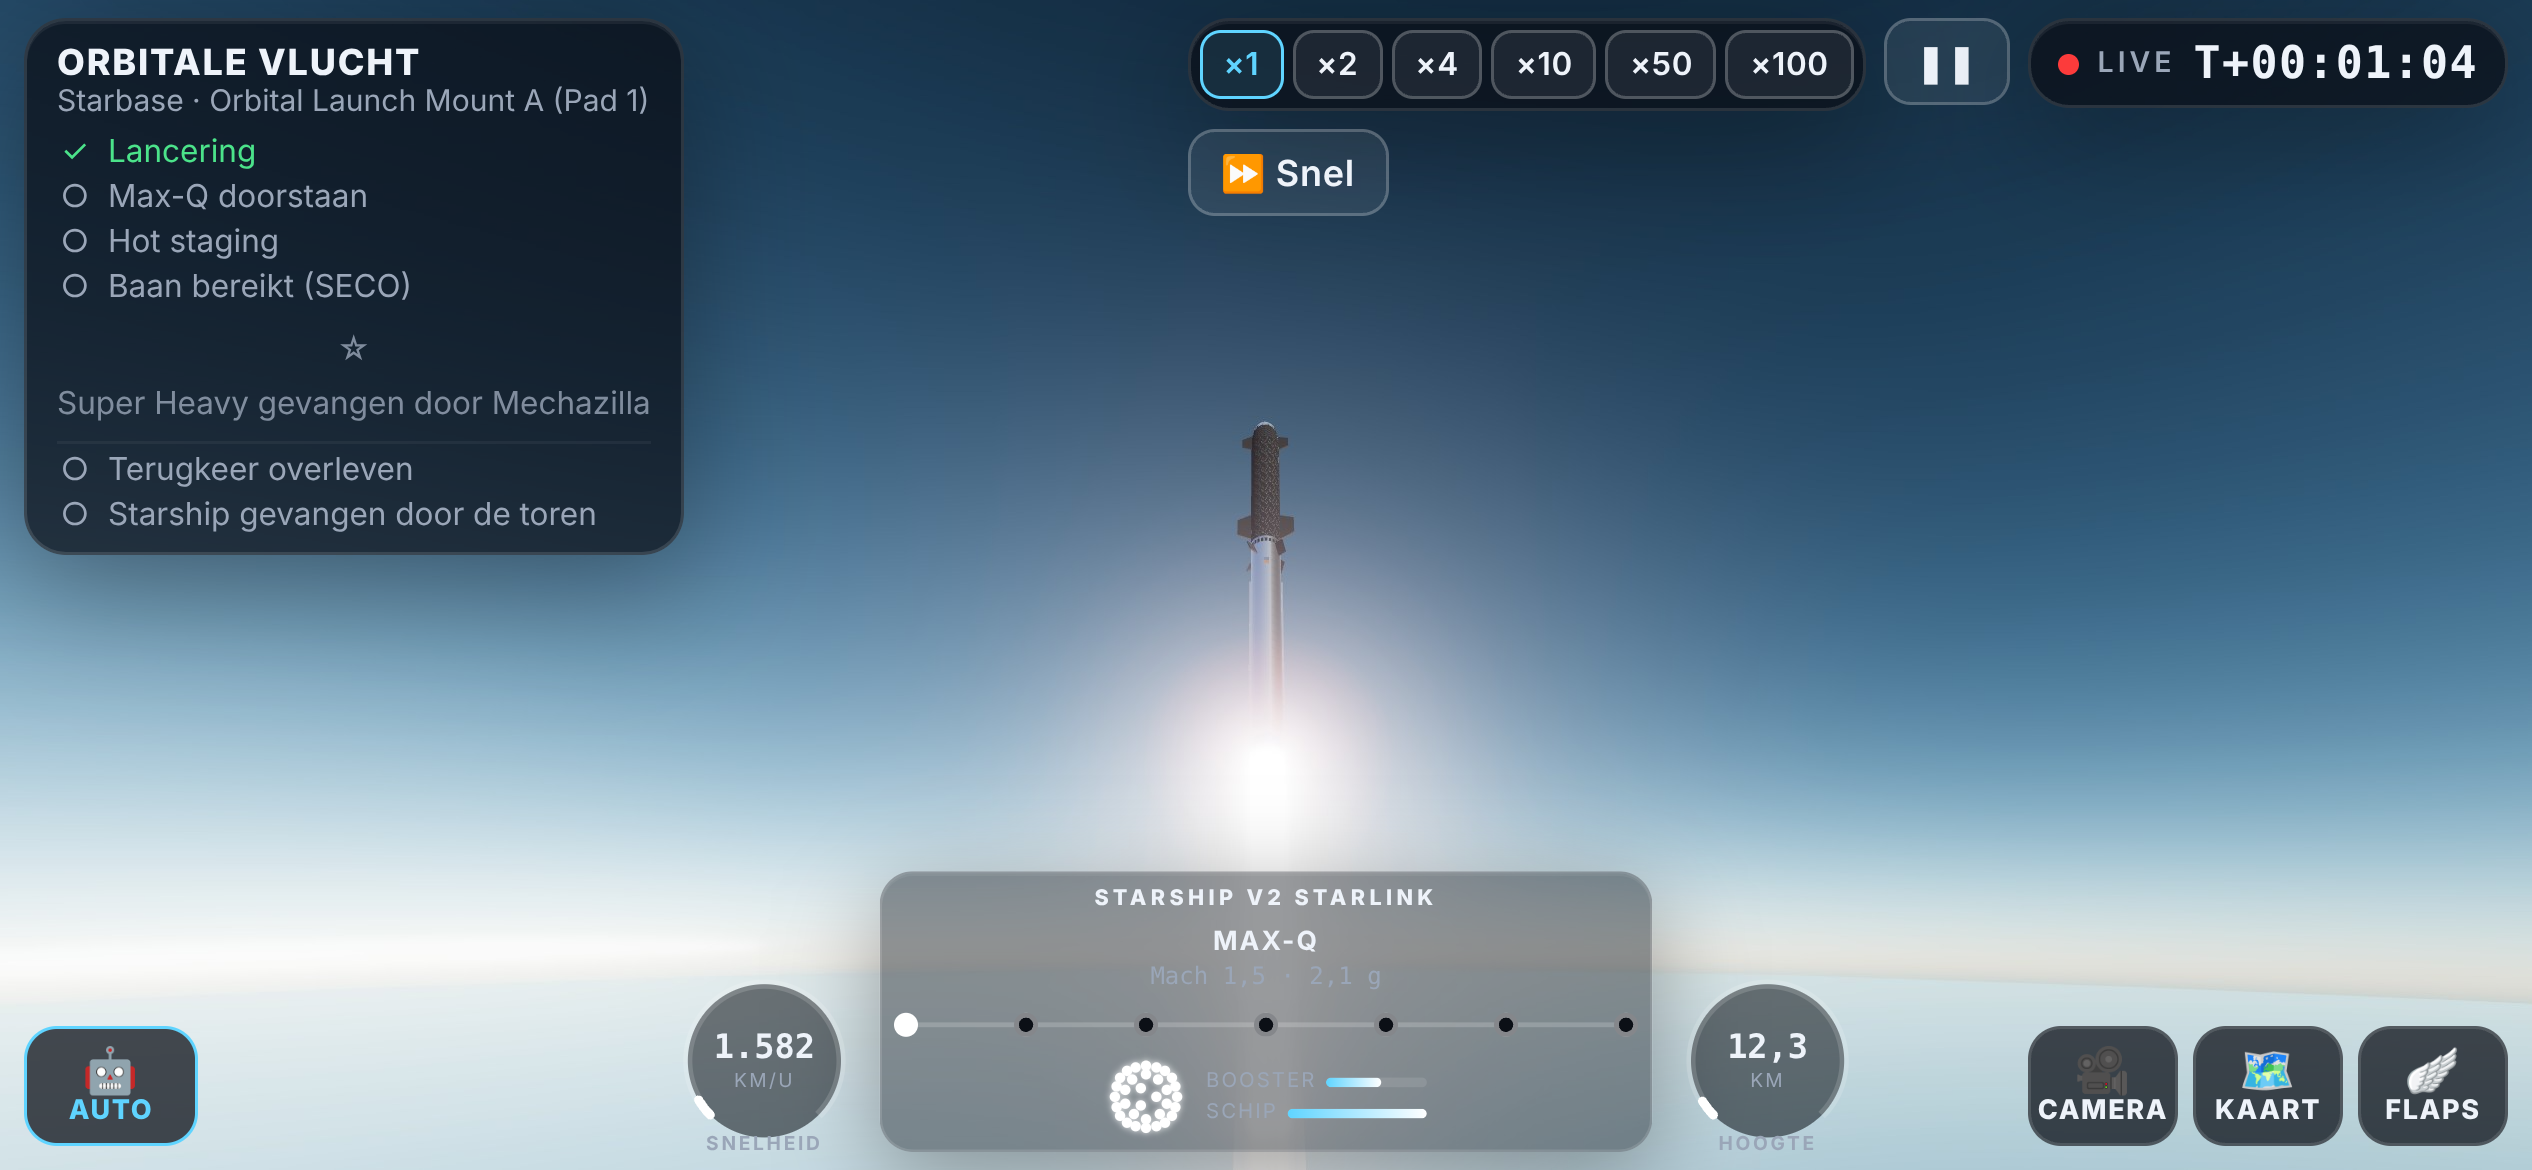 ORBITALE VLUCHT
Starbase · Orbital Launch Mount A (Pad 1)
✓ Lancering
Max-Q doorstaan
Hot staging
Baan bereikt (SECO)
☆
Super Heavy gevangen door Mechazilla
Terugkeer overleven
Starship gevangen door de toren
×1 ×2 ×4 ×10 ×50 ×100
LIVE T+00:01:04
Snel
STARSHIP V2 STARLINK
MAX-Q
Mach 1,5 · 2,1 g
BOOSTER
SCHIP
1.582
KM/U
SNELHEID
12,3
KM
HOOGTE
AUTO
CAMERA
KAART
FLAPS